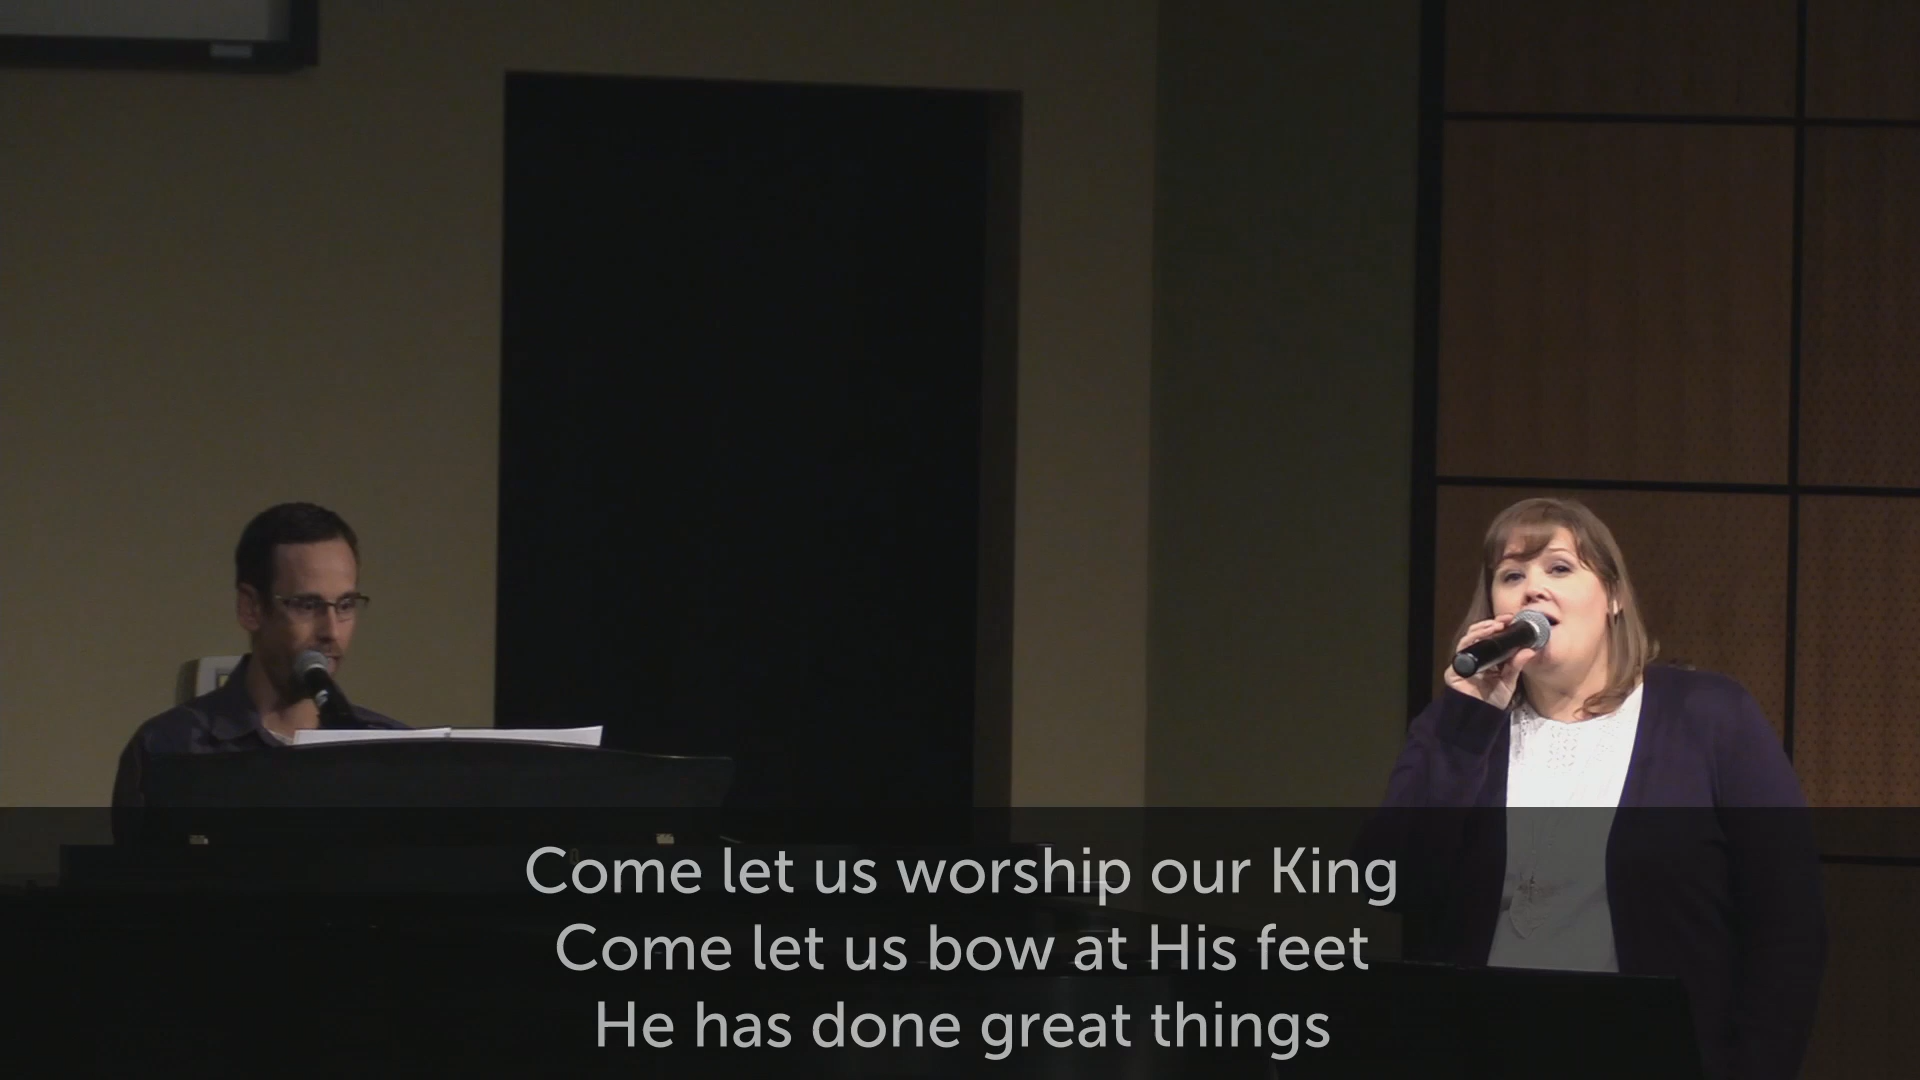 Come let us worship our King
Come let us bow at His feet
He has done great things